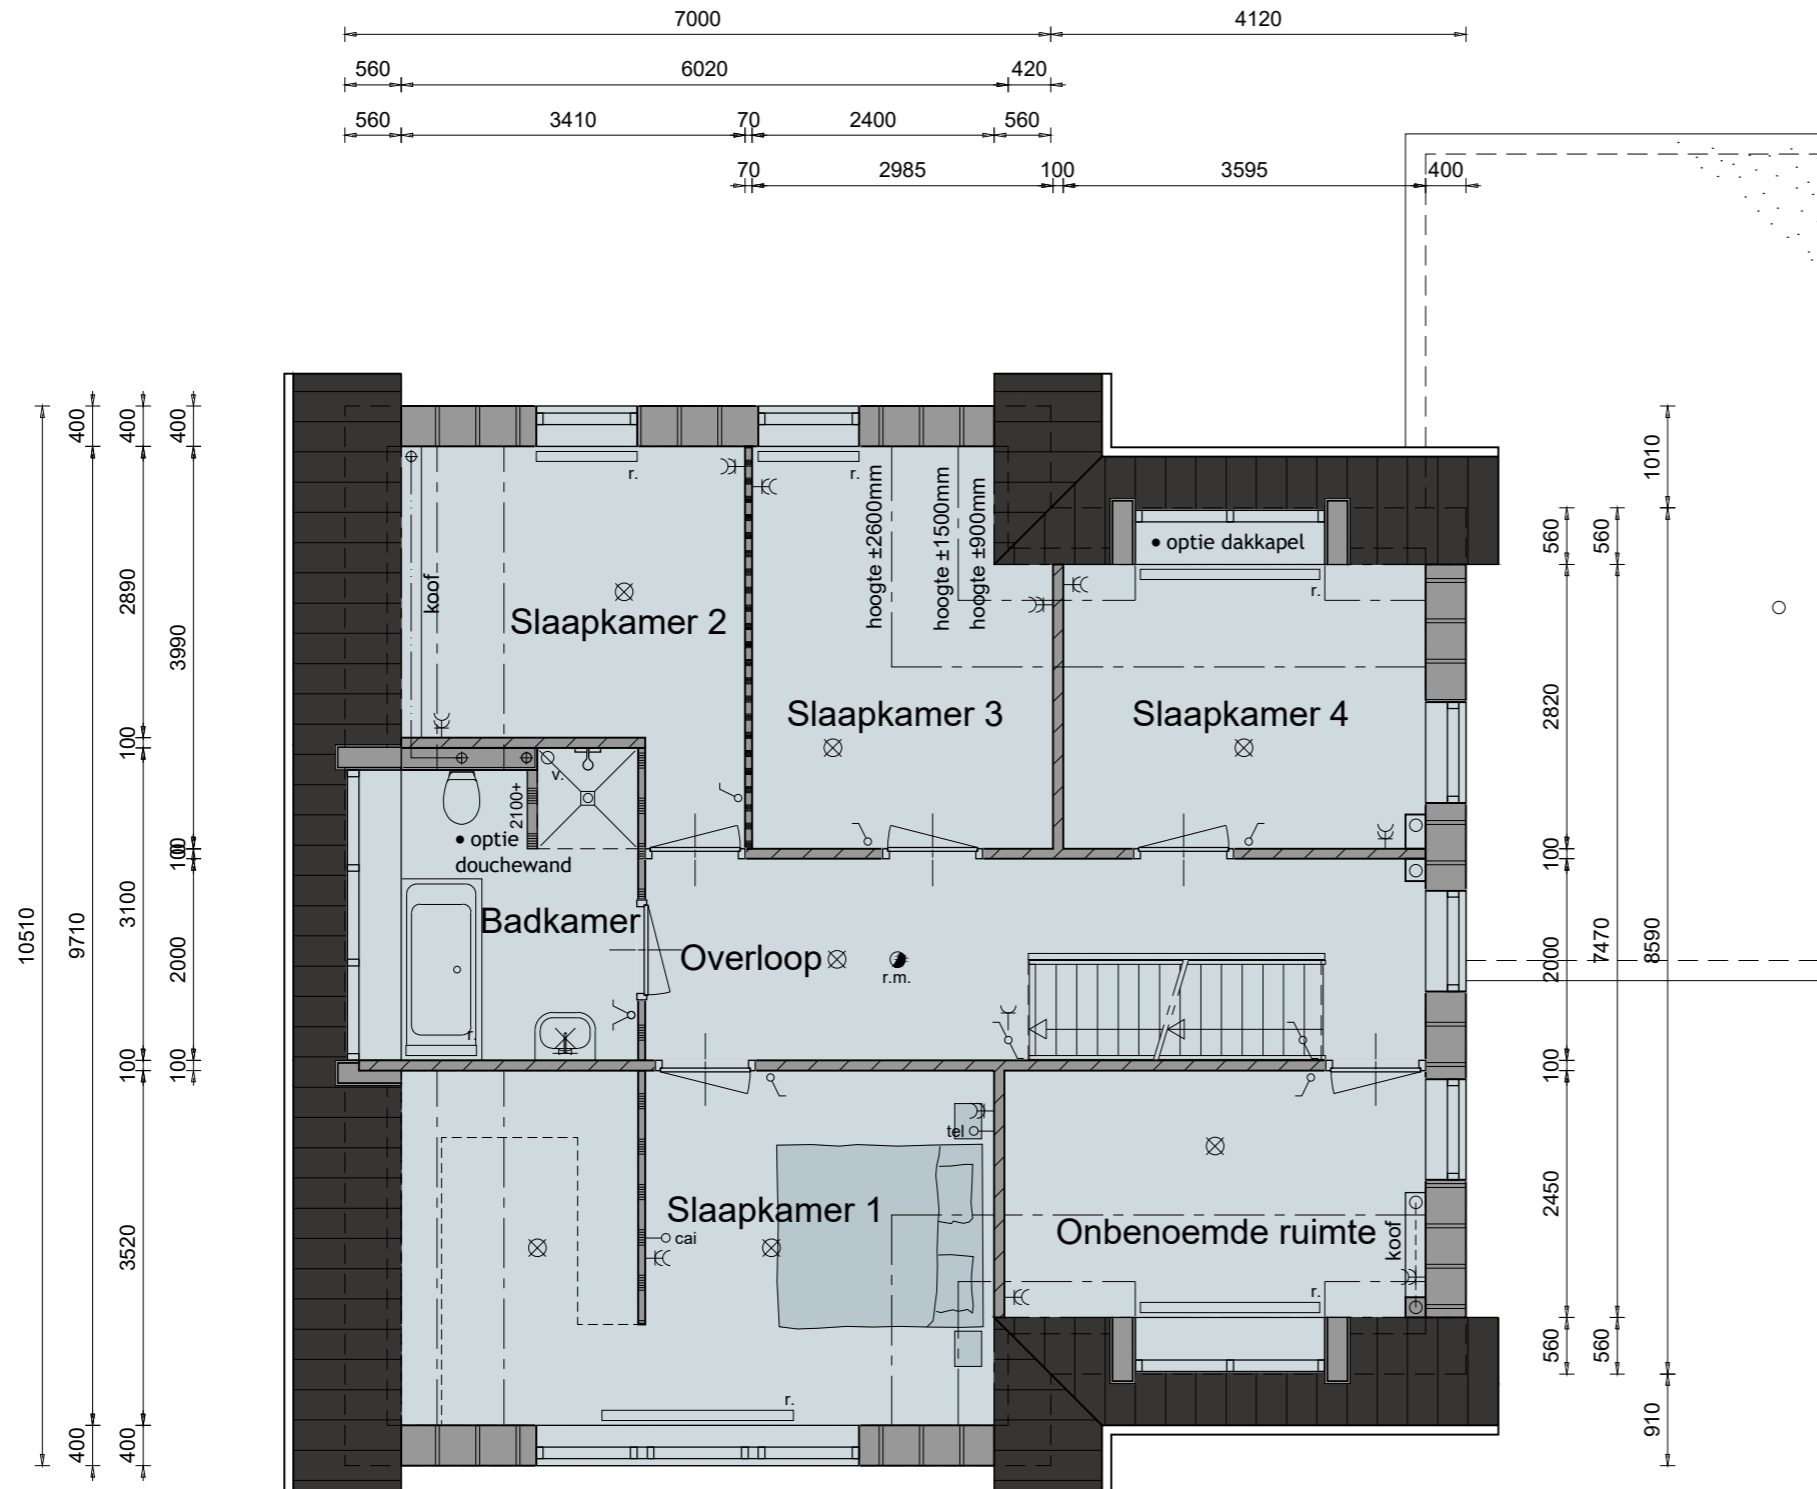 7000
4120
560
6020
420
560
3410
70
2400
560
70
2985
100
3595
400
400
400
400
1010
r.
r.
hoogte ±2600mm
hoogte ±1500mm
hoogte ±900mm
• optie dakkapel
560
560
koof
r.
2890
3990
Slaapkamer 2
Slaapkamer 3
Slaapkamer 4
2820
100
v.
2100+
• optie
douchewand
100
100
3100
Badkamer
10510
9710
2000
Overloop
r.m.
2000
7470
8590
r.
100
100
100
tel
Slaapkamer 1
cai
Onbenoemde ruimte
koof
2450
3520
r.
r.
560
560
910
400
400